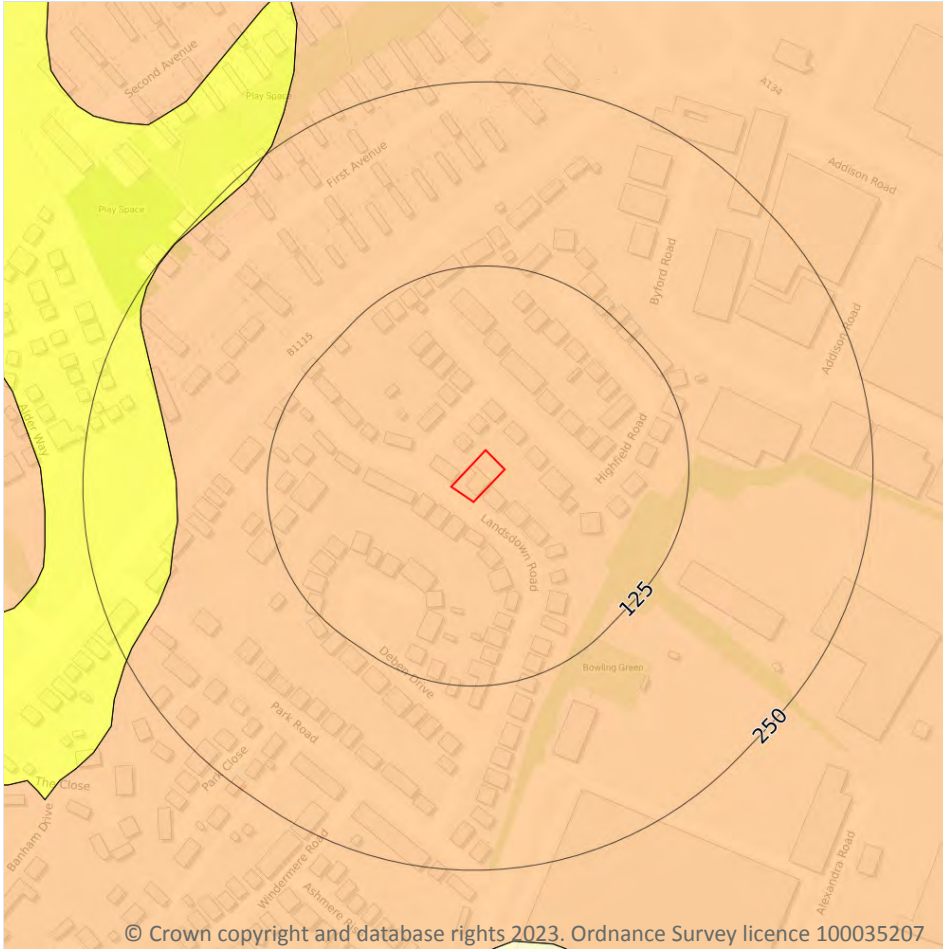 Second Avenue
A134
Play Space
First Avenue
Addison Road
Play Space
Byford Road
B1115
Addison Road
Alder Way
Highfield Road
Landsdown Road
125
Deben Drive
Bowling Green
Park Road
250
Park Close
The Close
Banham Drive
Windermere Road
Alexandra Road
© Crown copyright and database rights 2023. Ordnance Survey licence 100035207